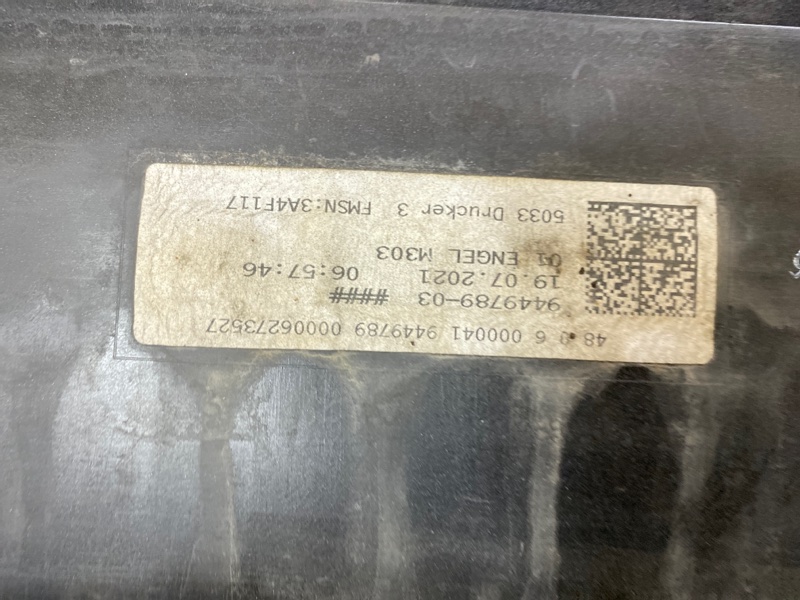 48 6 000041 9449789 00006273527
9449789-03 ####
19.07.2021 06:57:46
01 ENGEL M303
5033 Drucker 3 FMSN:3A4F117